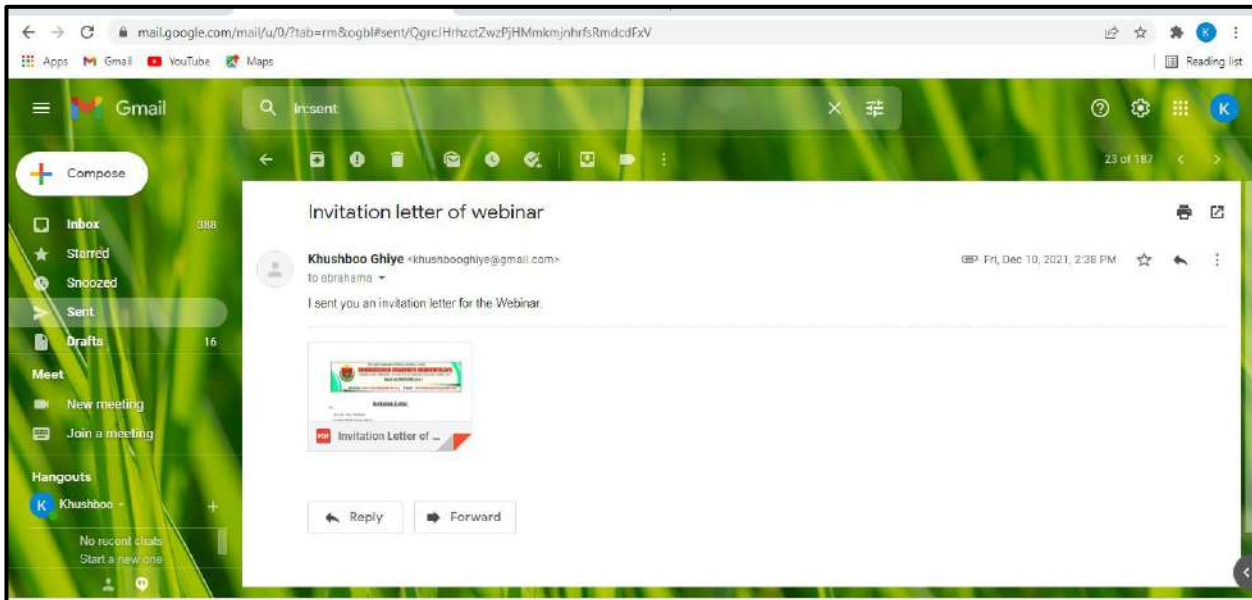 mail.google.com/mail/u/0/?tab=rm&ogbl#sent/QgrcJHrhzctZwzPjHMmkmjnhrfsRmdcdFxV
K
Apps Gmail YouTube Maps
Reading list
Gmail
in:sent
K
Compose
23 of 187
Inbox 388
Starred
Snoozed
Sent
Drafts 16
Meet
New meeting
Join a meeting
Hangouts
K Khushboo
No recent chats
Start a new one
Invitation letter of webinar
Khushboo Ghiye <khushbooghiye@gmail.com>
Fri, Dec 10, 2021, 2:38 PM
to abrahama
I sent you an invitation letter for the Webinar.
PDF Invitation Letter of ...
Reply Forward